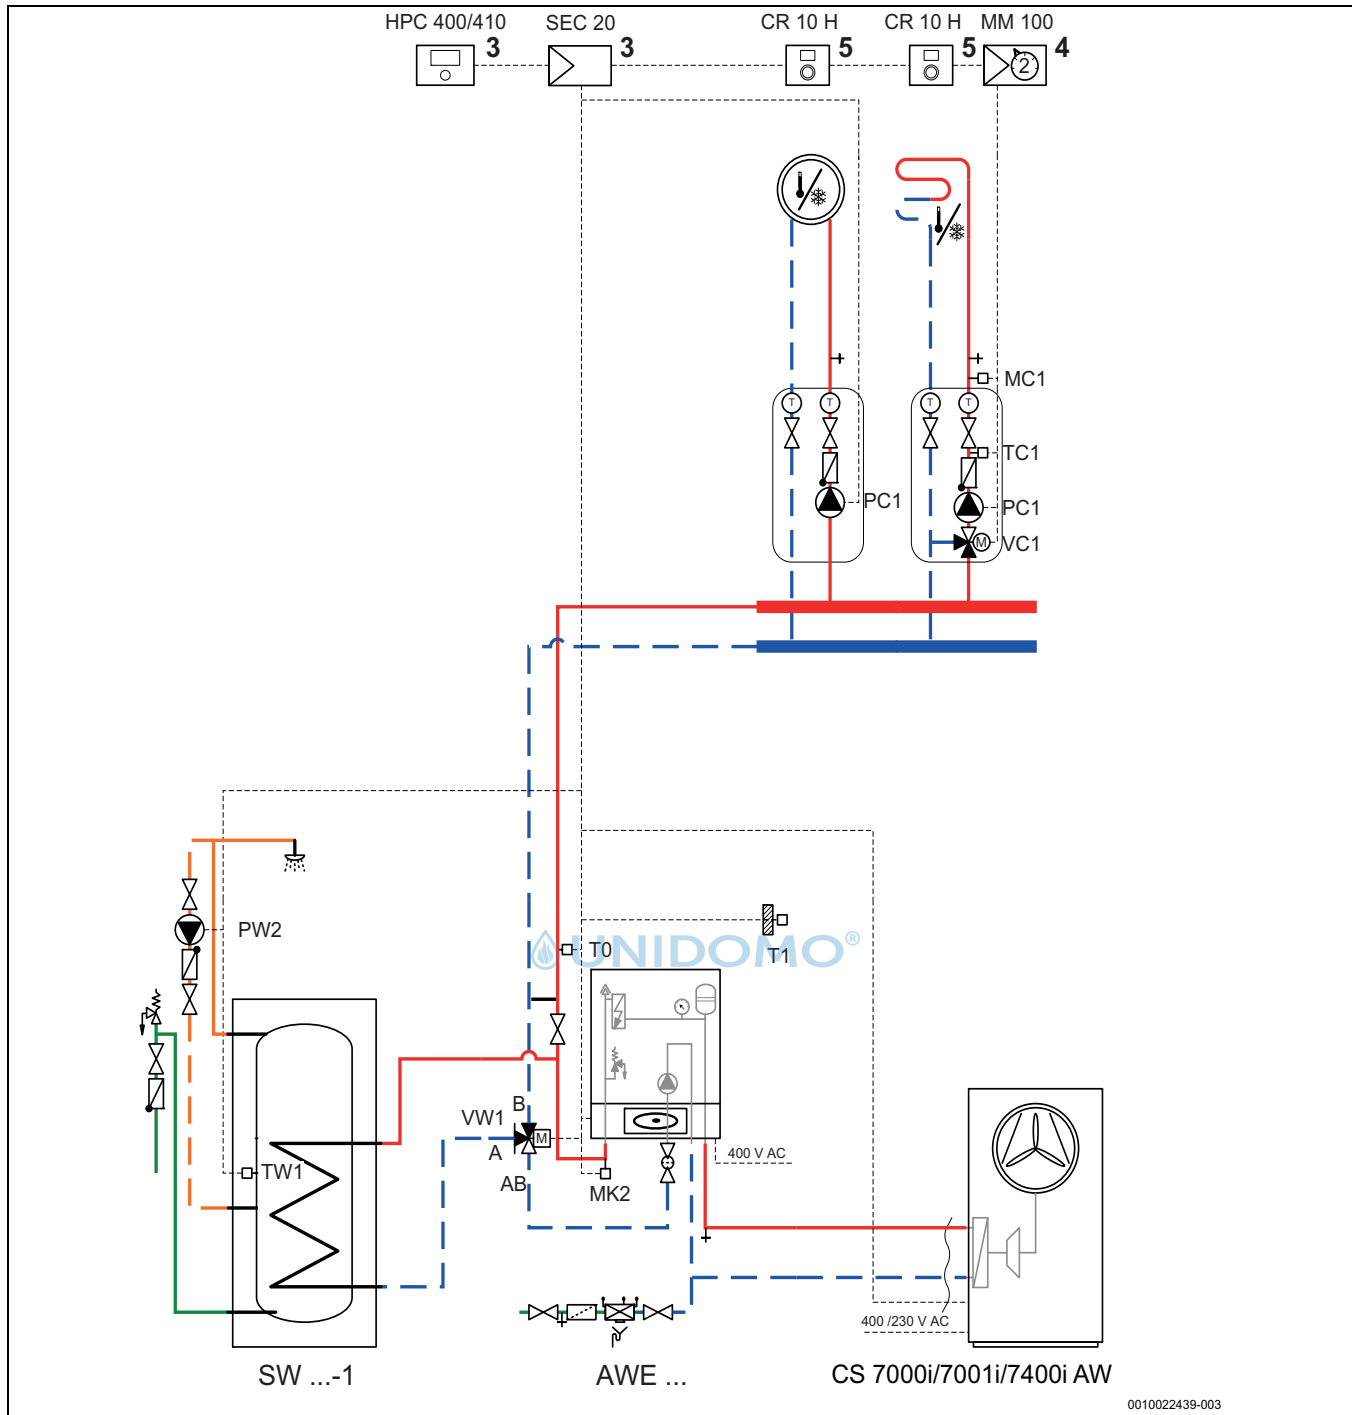 HPC 400/410
3
SEC 20
3
CR 10 H
5
CR 10 H
5
MM 100
4
2
MC1
T
T
T
T
TC1
PC1
PC1
M
VC1
PW2
T0
UNIDOMO®
T1
B
VW1
M
A
AB
TW1
MK2
400 V AC
400 /230 V AC
SW ...-1
AWE ...
CS 7000i/7001i/7400i AW
0010022439-003